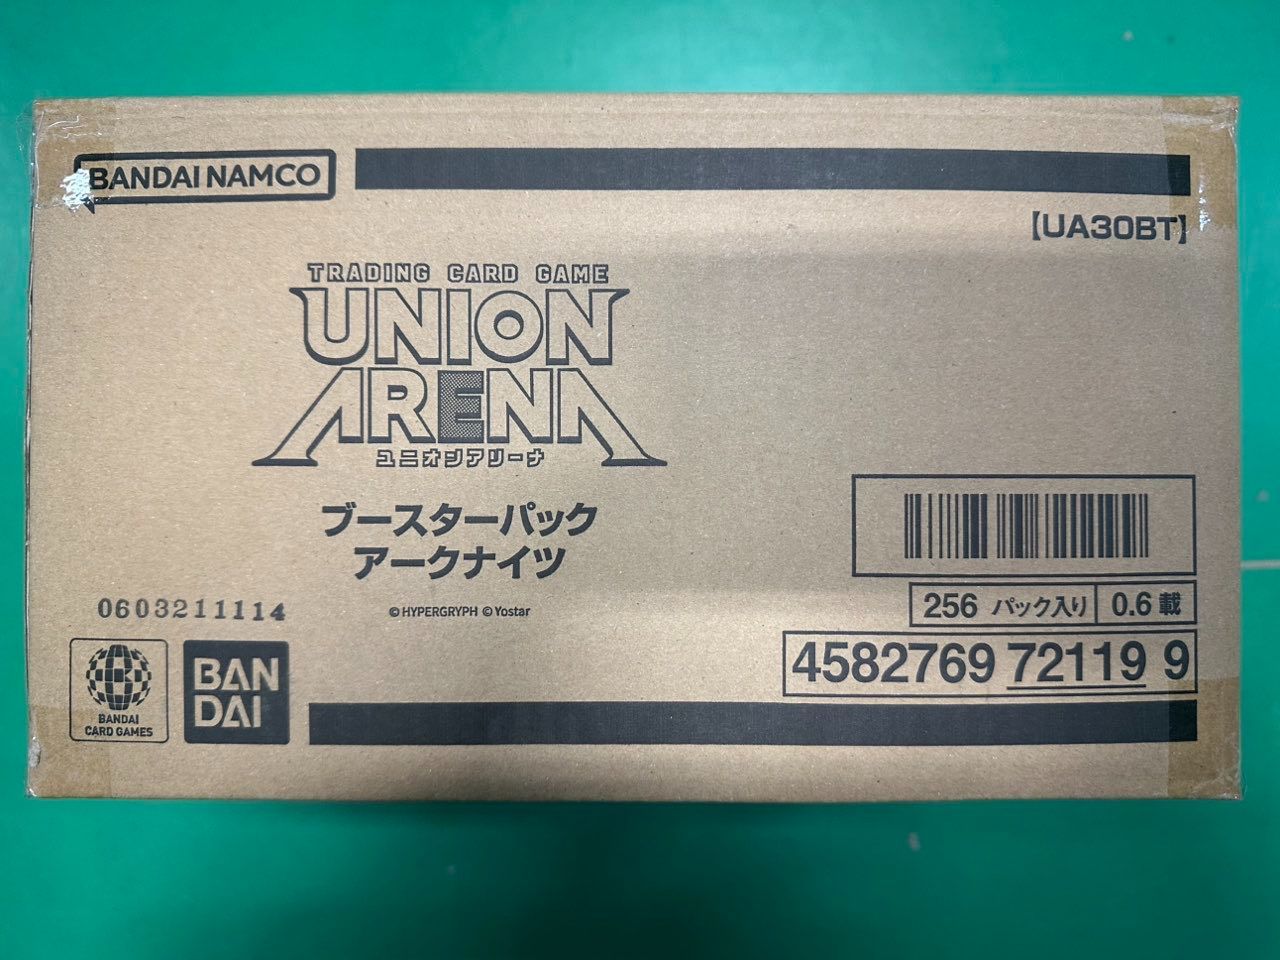 BANDAI NAMCO
【UA30BT】
TRADING CARD GAME
UNION
ARENA
ユニオンアリーナ
ブースターパック
アークナイツ
©HYPERGRYPH ©Yostar
0603211114
256 パック入り 0.6 載
4582769 72119 9
BANDAI
CARD GAMES
BAN
DAI